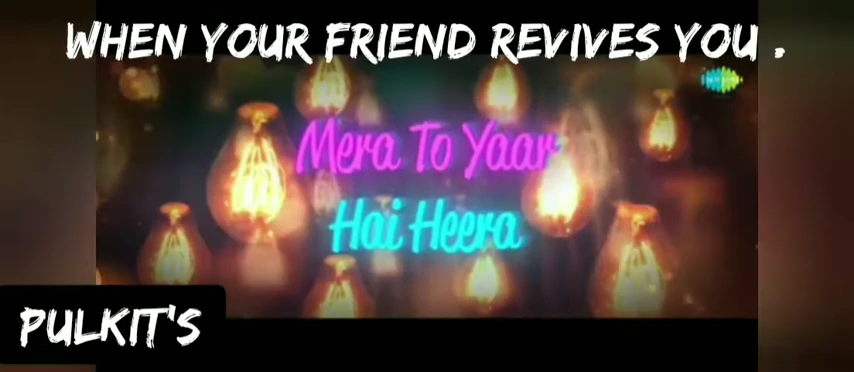 WHEN YOUR FRIEND REVIVES YOU .
Mera To Yaar
Hai Heera
PULKIT'S